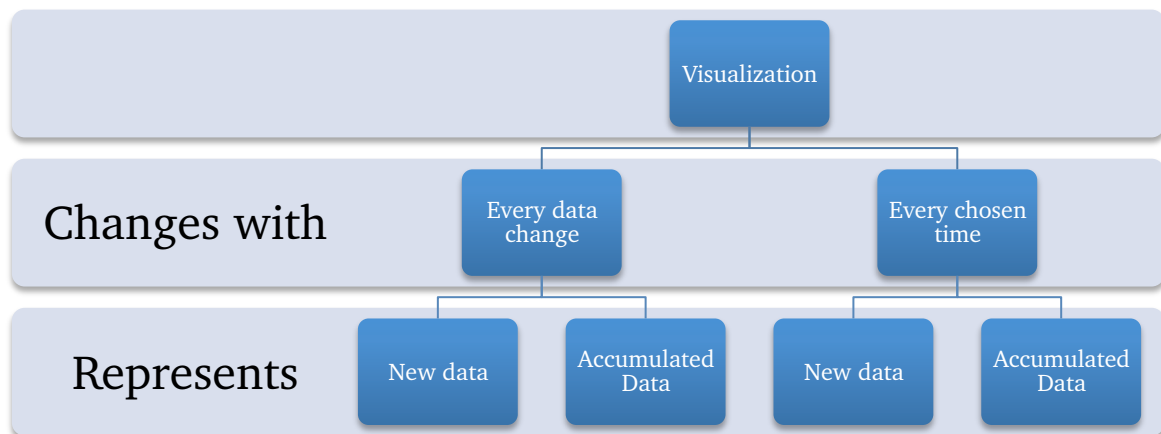 Visualization
Changes with
Every data
change
Every chosen
time
Represents
New data
Accumulated
Data
New data
Accumulated
Data